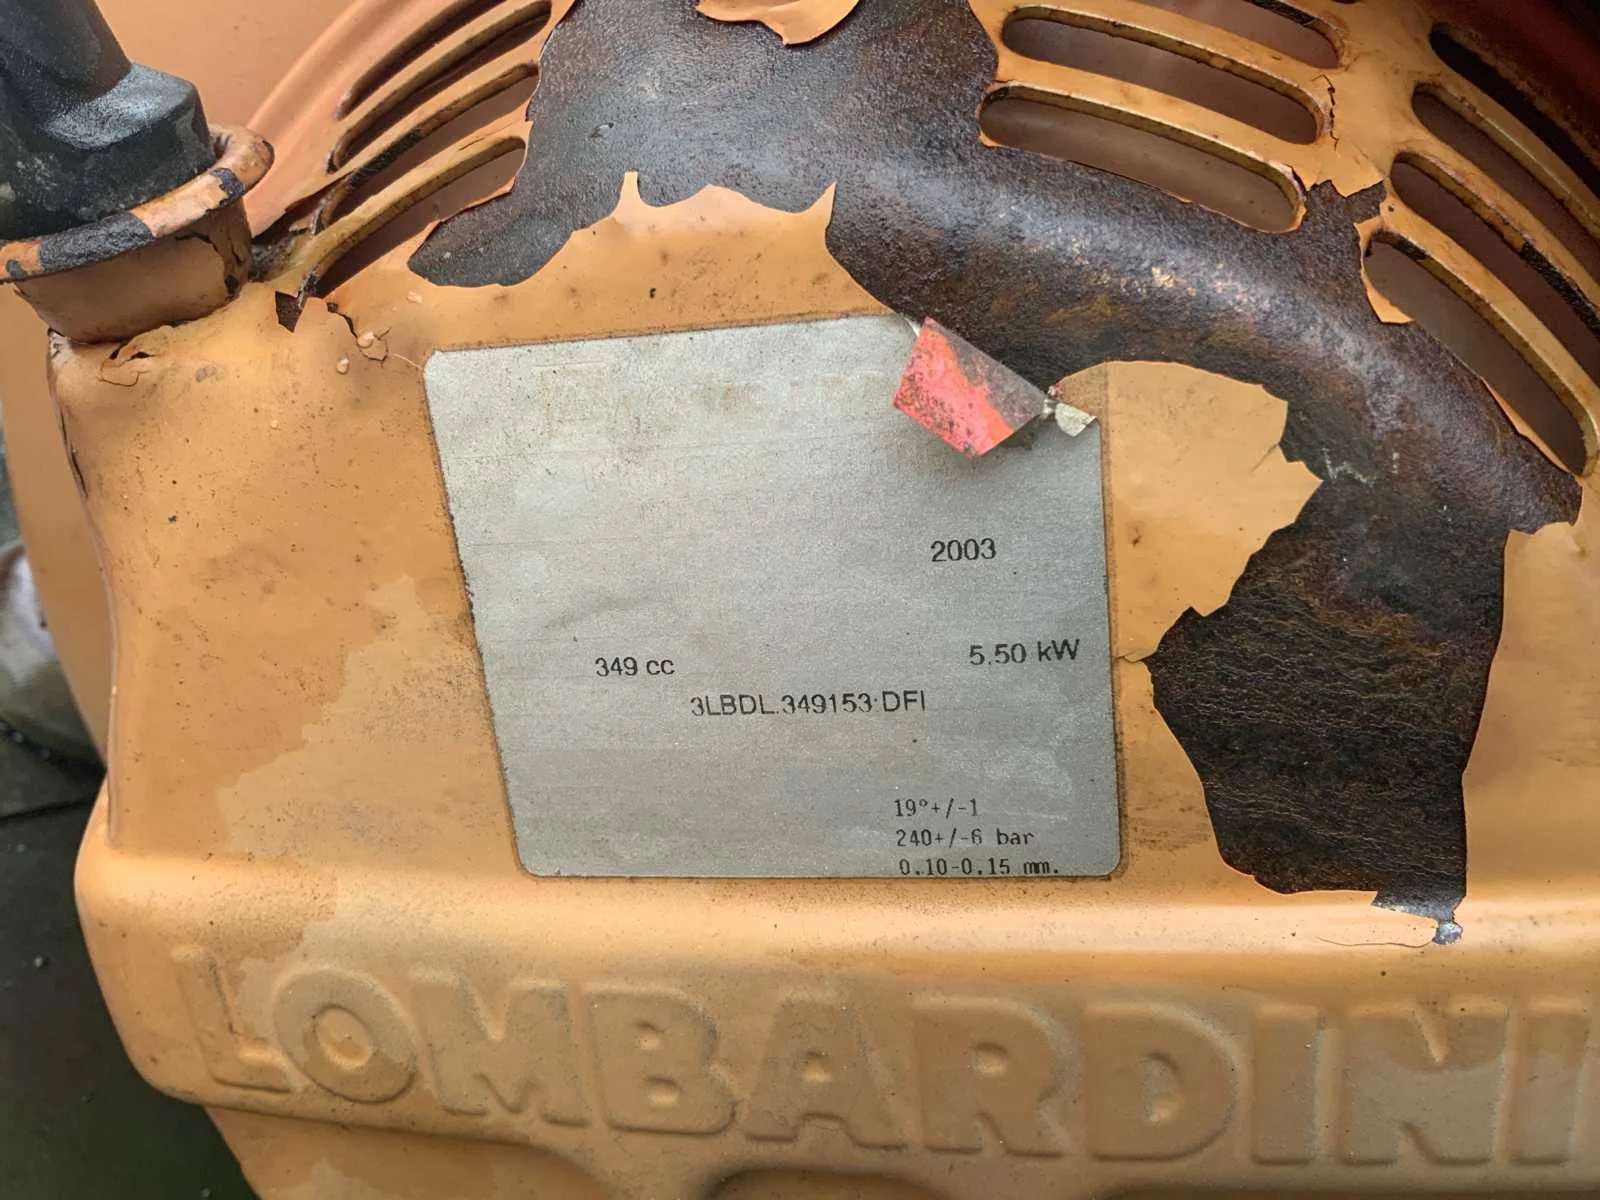 2003
349 cc 5.50 kW
3LBDL.349153·DFI
19°+/-1
240+/-6 bar
0.10-0.15 mm.
LOMBARDINI